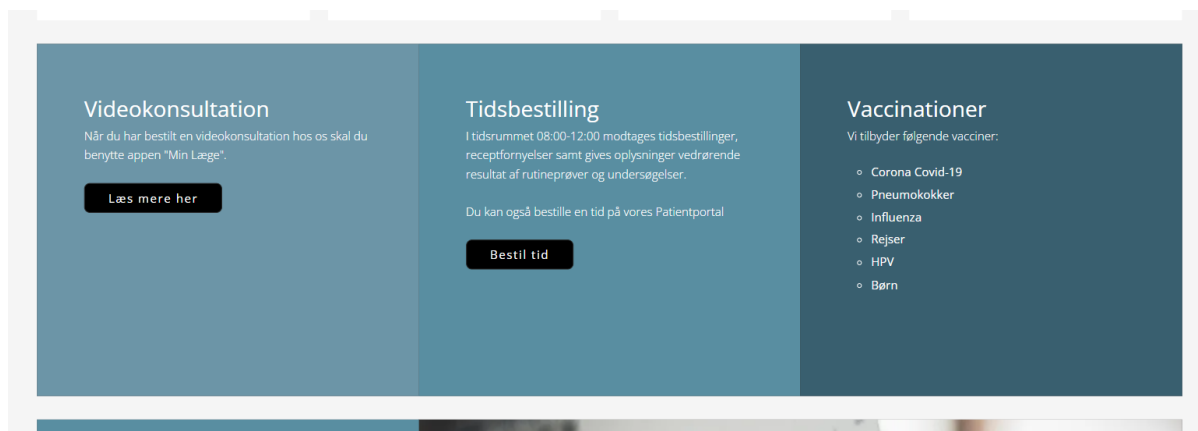 Videokonsultation
Når du har bestilt en videokonsultation hos os skal du
benytte appen "Min Læge".
Læs mere her
Tidsbestilling
I tidsrummet 08:00-12:00 modtages tidsbestillinger,
receptfornyelser samt gives oplysninger vedrørende
resultat af rutineprøver og undersøgelser.
Du kan også bestille en tid på vores Patientportal
Bestil tid
Vaccinationer
Vi tilbyder følgende vacciner:
Corona Covid-19
Pneumokokker
Influenza
Rejser
HPV
Børn